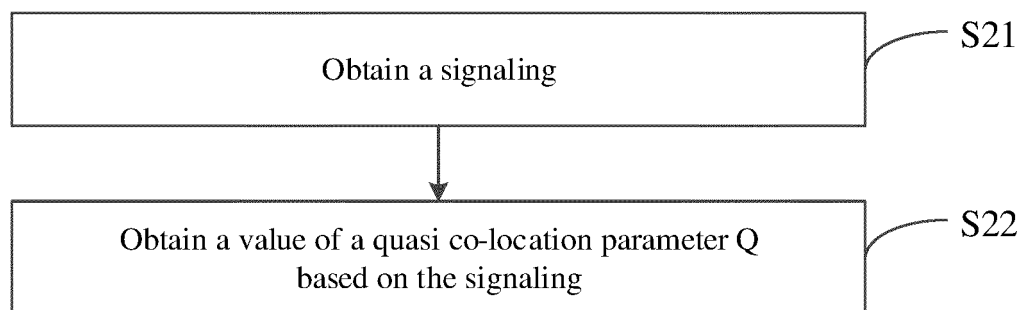 Obtain a signaling
S21
Obtain a value of a quasi co-location parameter Q
based on the signaling
S22